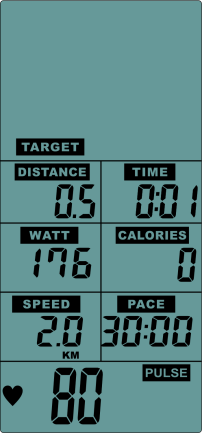 TARGET
DISTANCE TIME
0.5 0:01
WATT CALORIES
176 0
SPEED PACE
2.0 30:00
KM
PULSE
80